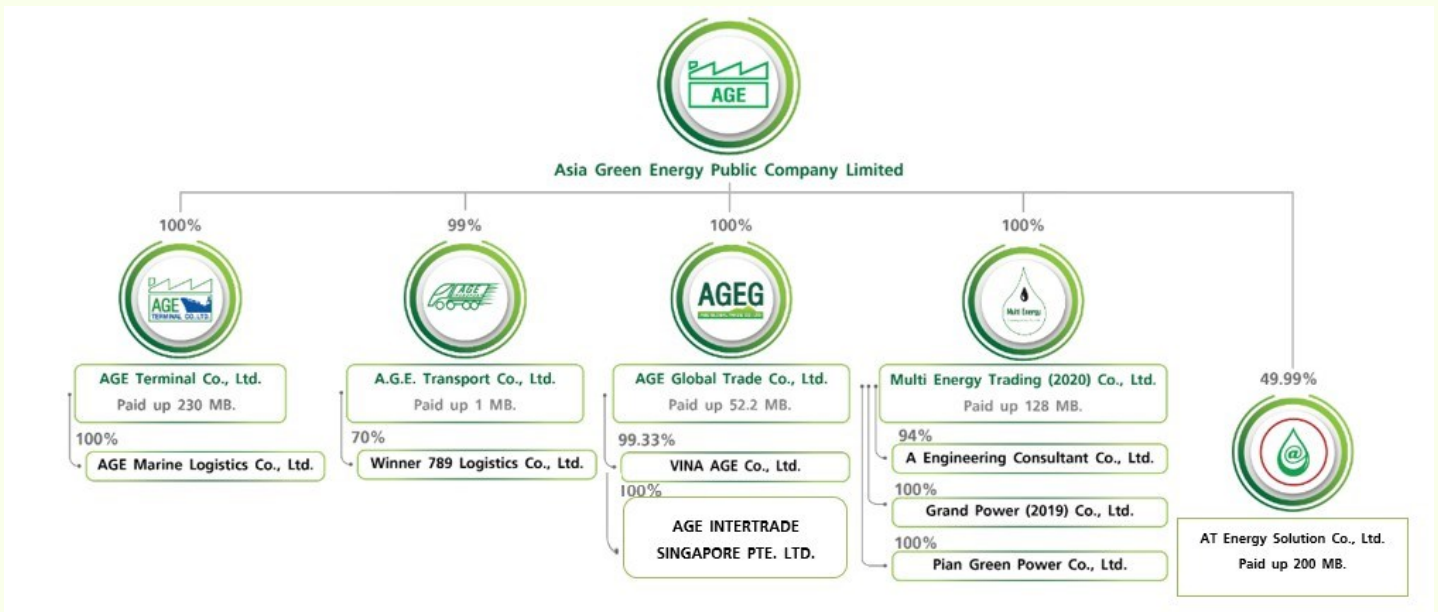 AGE
Asia Green Energy Public Company Limited
100%
99%
100%
100%
AGE
TERMINAL CO., LTD.
AGE
AGEG
Multi Energy
AGE Terminal Co., Ltd.
Paid up 230 MB.
A.G.E. Transport Co., Ltd.
Paid up 1 MB.
AGE Global Trade Co., Ltd.
Paid up 52.2 MB.
Multi Energy Trading (2020) Co., Ltd.
Paid up 128 MB.
49.99%
100%
AGE Marine Logistics Co., Ltd.
70%
Winner 789 Logistics Co., Ltd.
99.33%
VINA AGE Co., Ltd.
100%
AGE INTERTRADE
SINGAPORE PTE. LTD.
94%
A Engineering Consultant Co., Ltd.
100%
Grand Power (2019) Co., Ltd.
100%
Pian Green Power Co., Ltd.
@
AT Energy Solution Co., Ltd.
Paid up 200 MB.